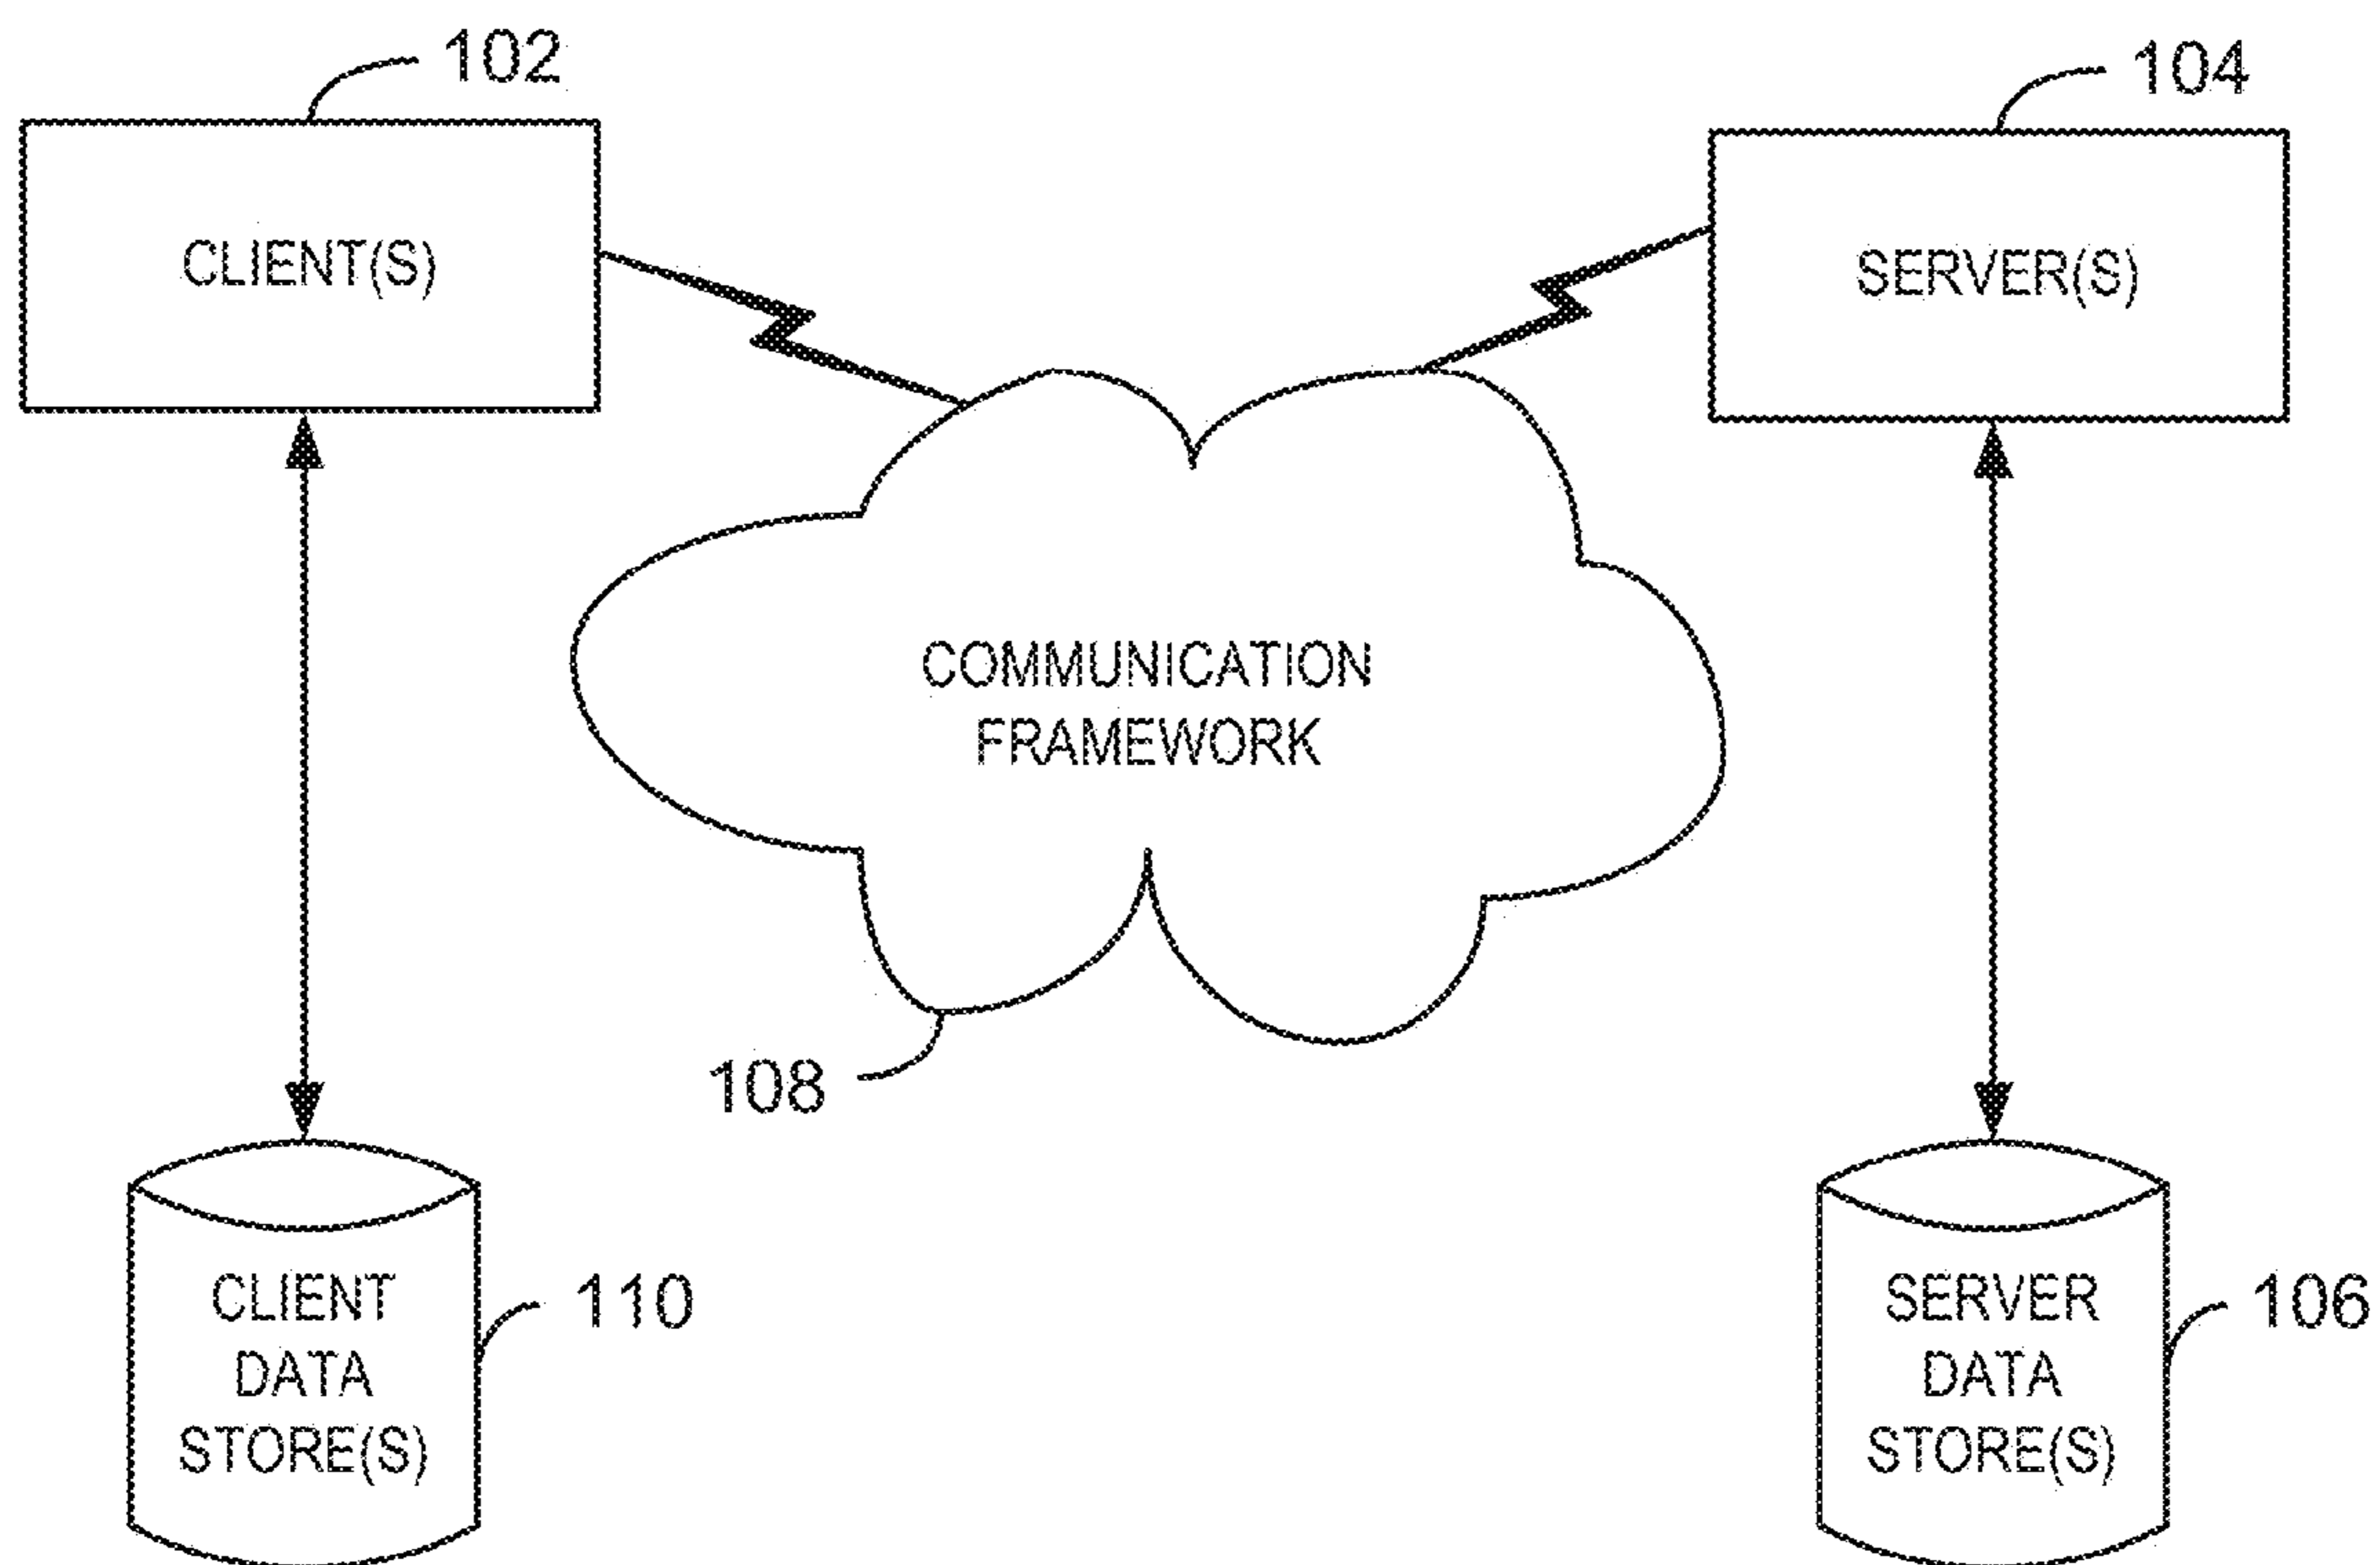 102
104
CLIENT(S)
SERVER(S)
COMMUNICATION
FRAMEWORK
108
CLIENT
DATA
STORE(S)
110
SERVER
DATA
STORE(S)
106